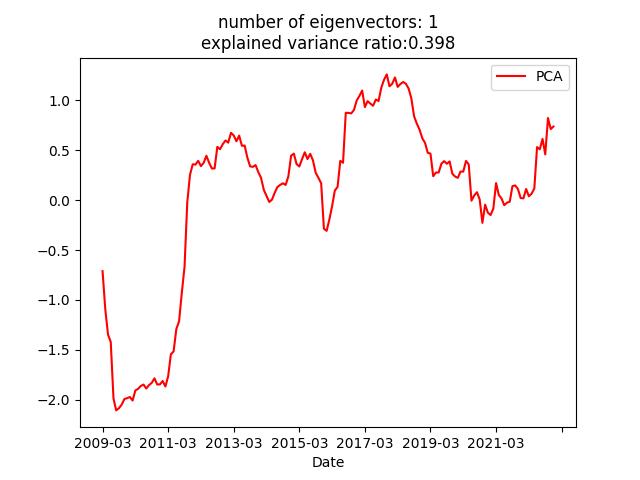 number of eigenvectors: 1
explained variance ratio:0.398
PCA
1.0
0.5
0.0
−0.5
−1.0
−1.5
−2.0
2009-03 2011-03 2013-03 2015-03 2017-03 2019-03 2021-03
Date